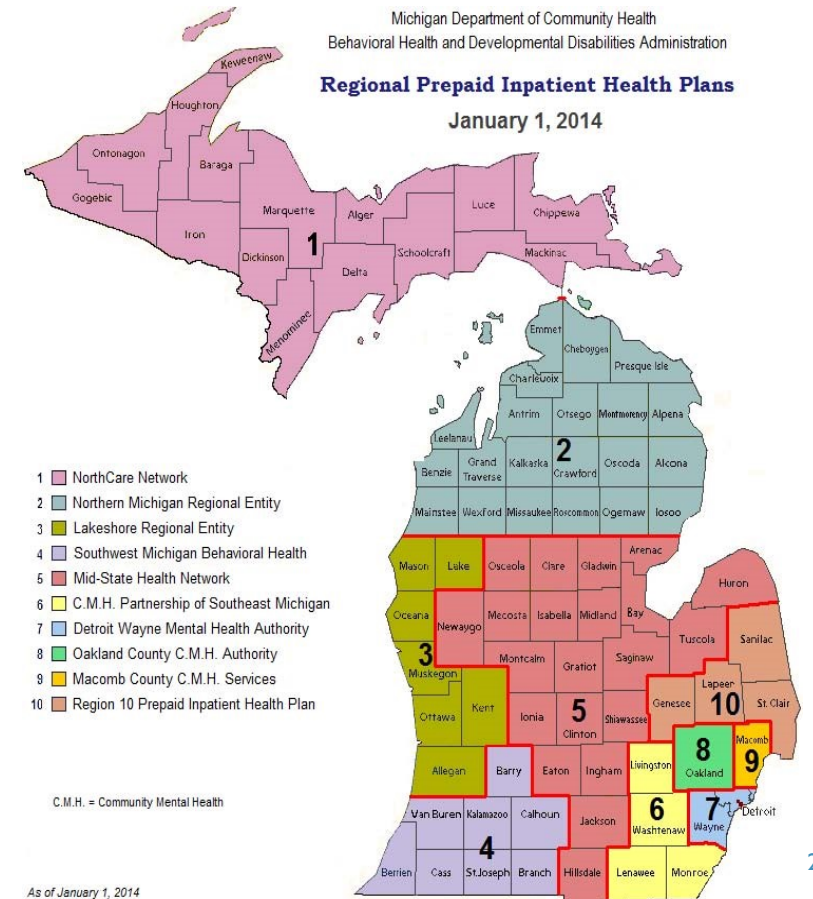 Michigan Department of Community Health
Behavioral Health and Developmental Disabilities Administration
Regional Prepaid Inpatient Health Plans
January 1, 2014
Keweenaw
Houghton
Ontonagon
Baraga
Gogebic
Marquette
Alger
Luce
Chippewa
Iron
1
Dickinson
Schoolcraft
Mackinac
Delta
Menominee
Emmet
Cheboygen
Presque Isle
Charlevoix
Antrim
Otsego
Montmorency
Alpena
Leelanau
2
Benzie
Grand
Traverse
Kalkaska
Crawford
Oscoda
Alcona
Mainstee
Wexford
Missaukee
Roscommon
Ogemaw
Iosoo
1 NorthCare Network
2 Northern Michigan Regional Entity
3 Lakeshore Regional Entity
4 Southwest Michigan Behavioral Health
5 Mid-State Health Network
6 C.M.H. Partnership of Southeast Michigan
7 Detroit Wayne Mental Health Authority
8 Oakland County C.M.H. Authority
9 Macomb County C.M.H. Services
10 Region 10 Prepaid Inpatient Health Plan
Mason
Lake
Osceola
Clare
Gladwin
Arenac
Huron
Oceana
Newaygo
Mecosta
Isabella
Midland
Bay
Tuscola
Sanilac
3
Muskegon
Montcalm
Gratiot
Saginaw
Lapeer
10
Genesee
St. Clair
Ottawa
Kent
Ionia
5
Clinton
Shiawassee
Macomb
9
8
Oakland
Allegan
Barry
Eaton
Ingham
Livingston
C.M.H. = Community Mental Health
Van Buren
Kalamazoo
Calhoun
Jackson
6
Washtenaw
7
Wayne
Detroit
4
Berrien
Cass
St.Joseph
Branch
Hillsdale
Lenawee
Monroe
2
As of January 1, 2014